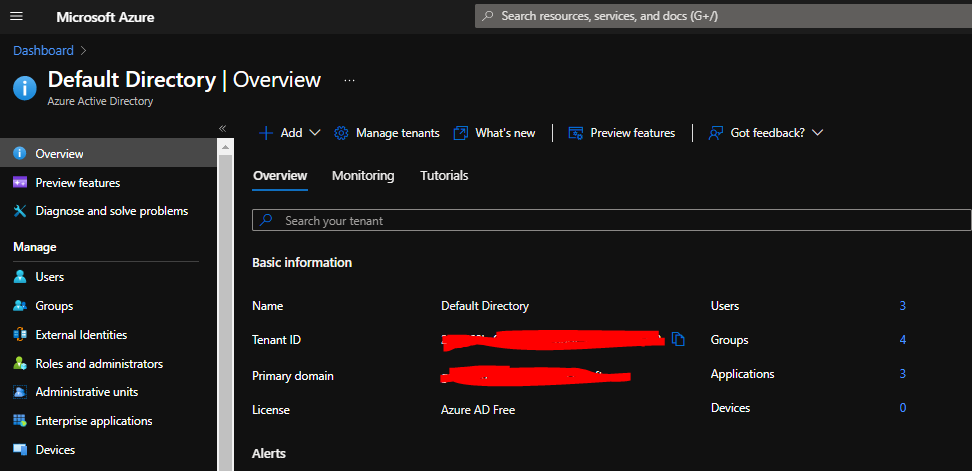 Microsoft Azure
Search resources, services, and docs (G+/)
Dashboard >
Default Directory | Overview ...
Azure Active Directory
«
Add Manage tenants What's new Preview features Got feedback?
Overview
Preview features
Diagnose and solve problems
Manage
Users
Groups
External Identities
Roles and administrators
Administrative units
Enterprise applications
Devices
Overview Monitoring Tutorials
Search your tenant
Basic information
Name Default Directory Users 3
Tenant ID Groups 4
Primary domain Applications 3
License Azure AD Free Devices 0
Alerts